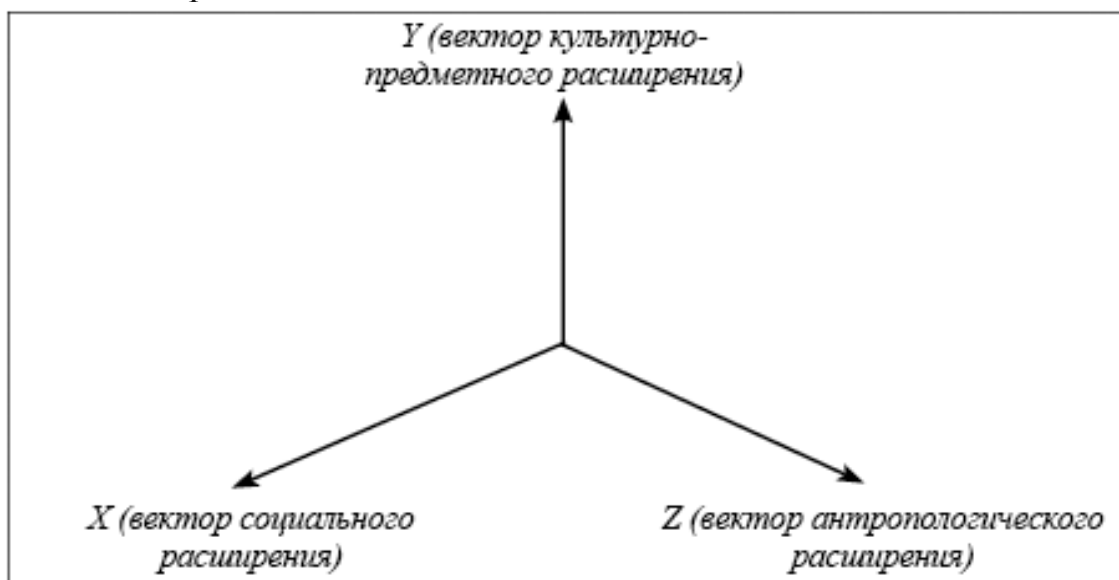 Y (вектор культурно-
предметного расширения)
X (вектор социального
расширения)
Z (вектор антропологического
расширения)